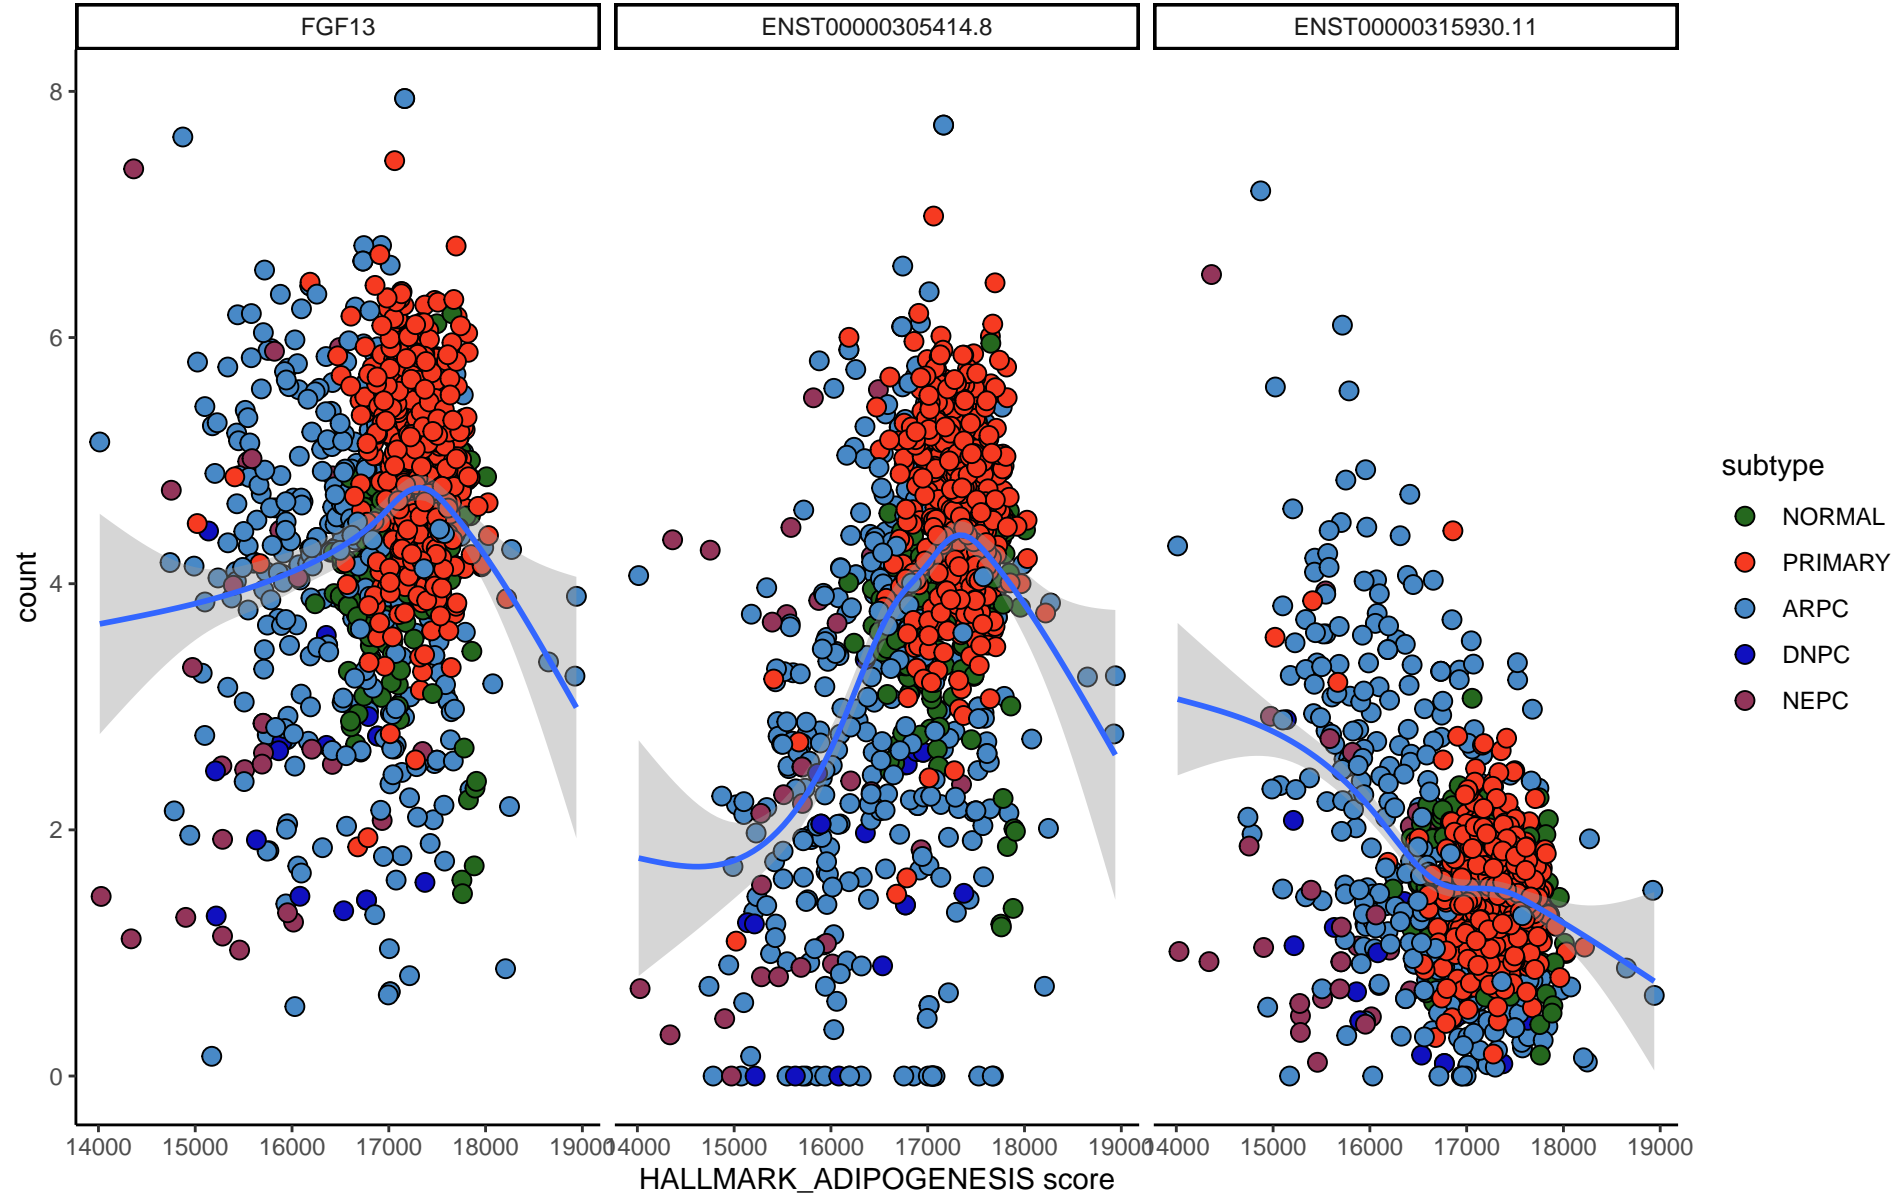 FGF13
ENST00000305414.8
ENST00000315930.11
count
8
6
4
2
0
14000 15000 16000 17000 18000 19000
14000 15000 16000 17000 18000 19000
14000 15000 16000 17000 18000 19000
HALLMARK_ADIPOGENESIS score
subtype
NORMAL
PRIMARY
ARPC
DNPC
NEPC